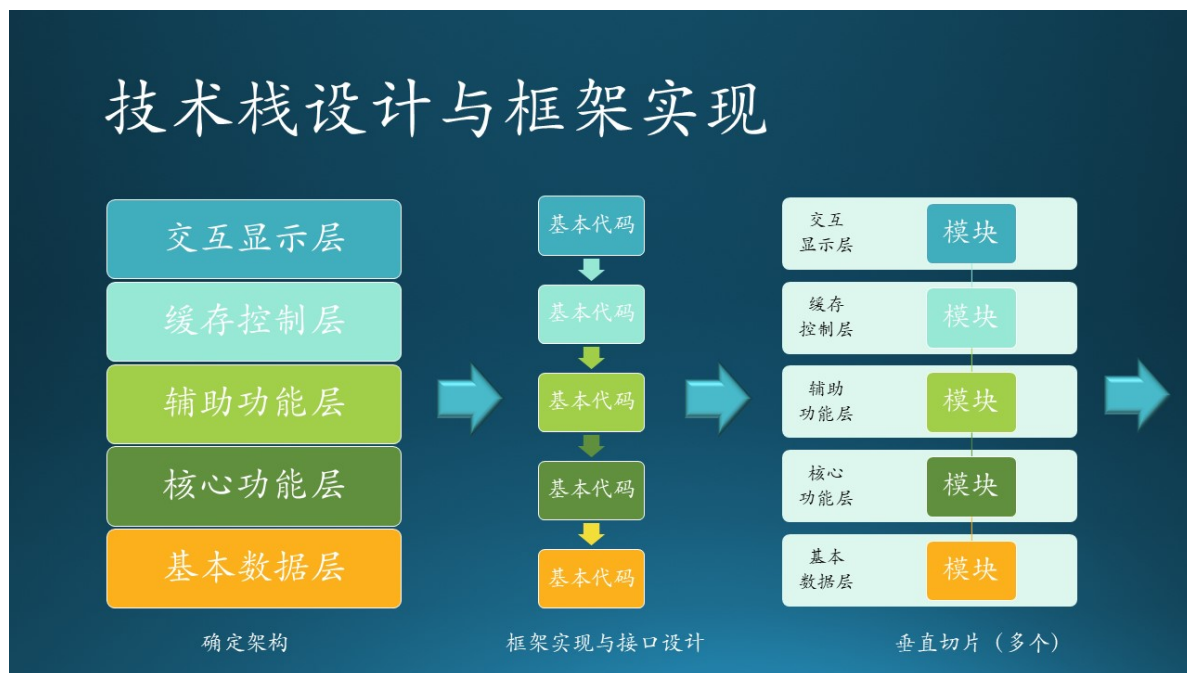 技术栈设计与框架实现
交互显示层
缓存控制层
辅助功能层
核心功能层
基本数据层
确定架构
基本代码
基本代码
基本代码
基本代码
基本代码
框架实现与接口设计
交互
显示层
模块
缓存
控制层
模块
辅助
功能层
模块
核心
功能层
模块
基本
数据层
模块
垂直切片（多个）